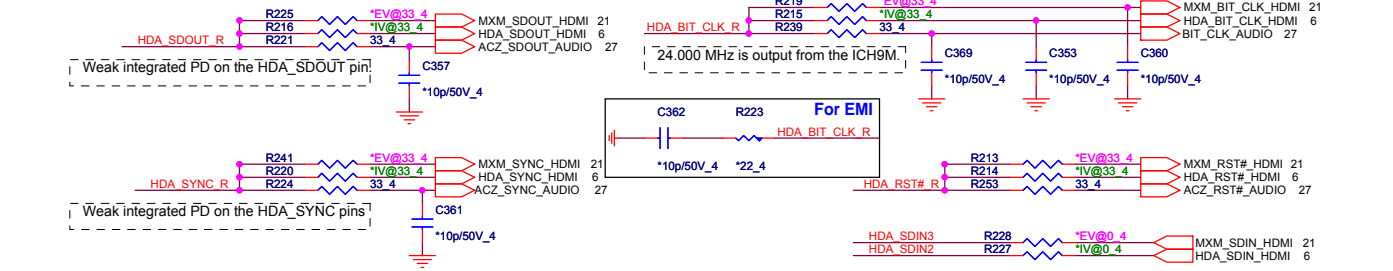 R225 *EV@33_4 MXM_SDOUT_HDMI 21
R216 *IV@33_4 HDA_SDOUT_HDMI 6
HDA_SDOUT_R R221 33_4 ACZ_SDOUT_AUDIO 27
Weak integrated PD on the HDA_SDOUT pin
C357
*10p/50V_4
R219 *EV@33_4 MXM_BIT_CLK_HDMI 21
R215 *IV@33_4 HDA_BIT_CLK_HDMI 6
HDA_BIT_CLK_R R239 33_4 BIT_CLK_AUDIO 27
24.000 MHz is output from the ICH9M.
C369 C353 C360
*10p/50V_4 *10p/50V_4 *10p/50V_4
For EMI
C362 R223
HDA_BIT_CLK_R
*10p/50V_4 *22_4
R241 *EV@33_4 MXM_SYNC_HDMI 21
R220 *IV@33_4 HDA_SYNC_HDMI 6
HDA_SYNC_R R224 33_4 ACZ_SYNC_AUDIO 27
Weak integrated PD on the HDA_SYNC pins
C361
*10p/50V_4
R213 *EV@33_4 MXM_RST#_HDMI 21
R214 *IV@33_4 HDA_RST#_HDMI 6
HDA_RST#_R R253 33_4 ACZ_RST#_AUDIO 27
HDA_SDIN3 R228 *EV@0_4 MXM_SDIN_HDMI 21
HDA_SDIN2 R227 *IV@0_4 HDA_SDIN_HDMI 6